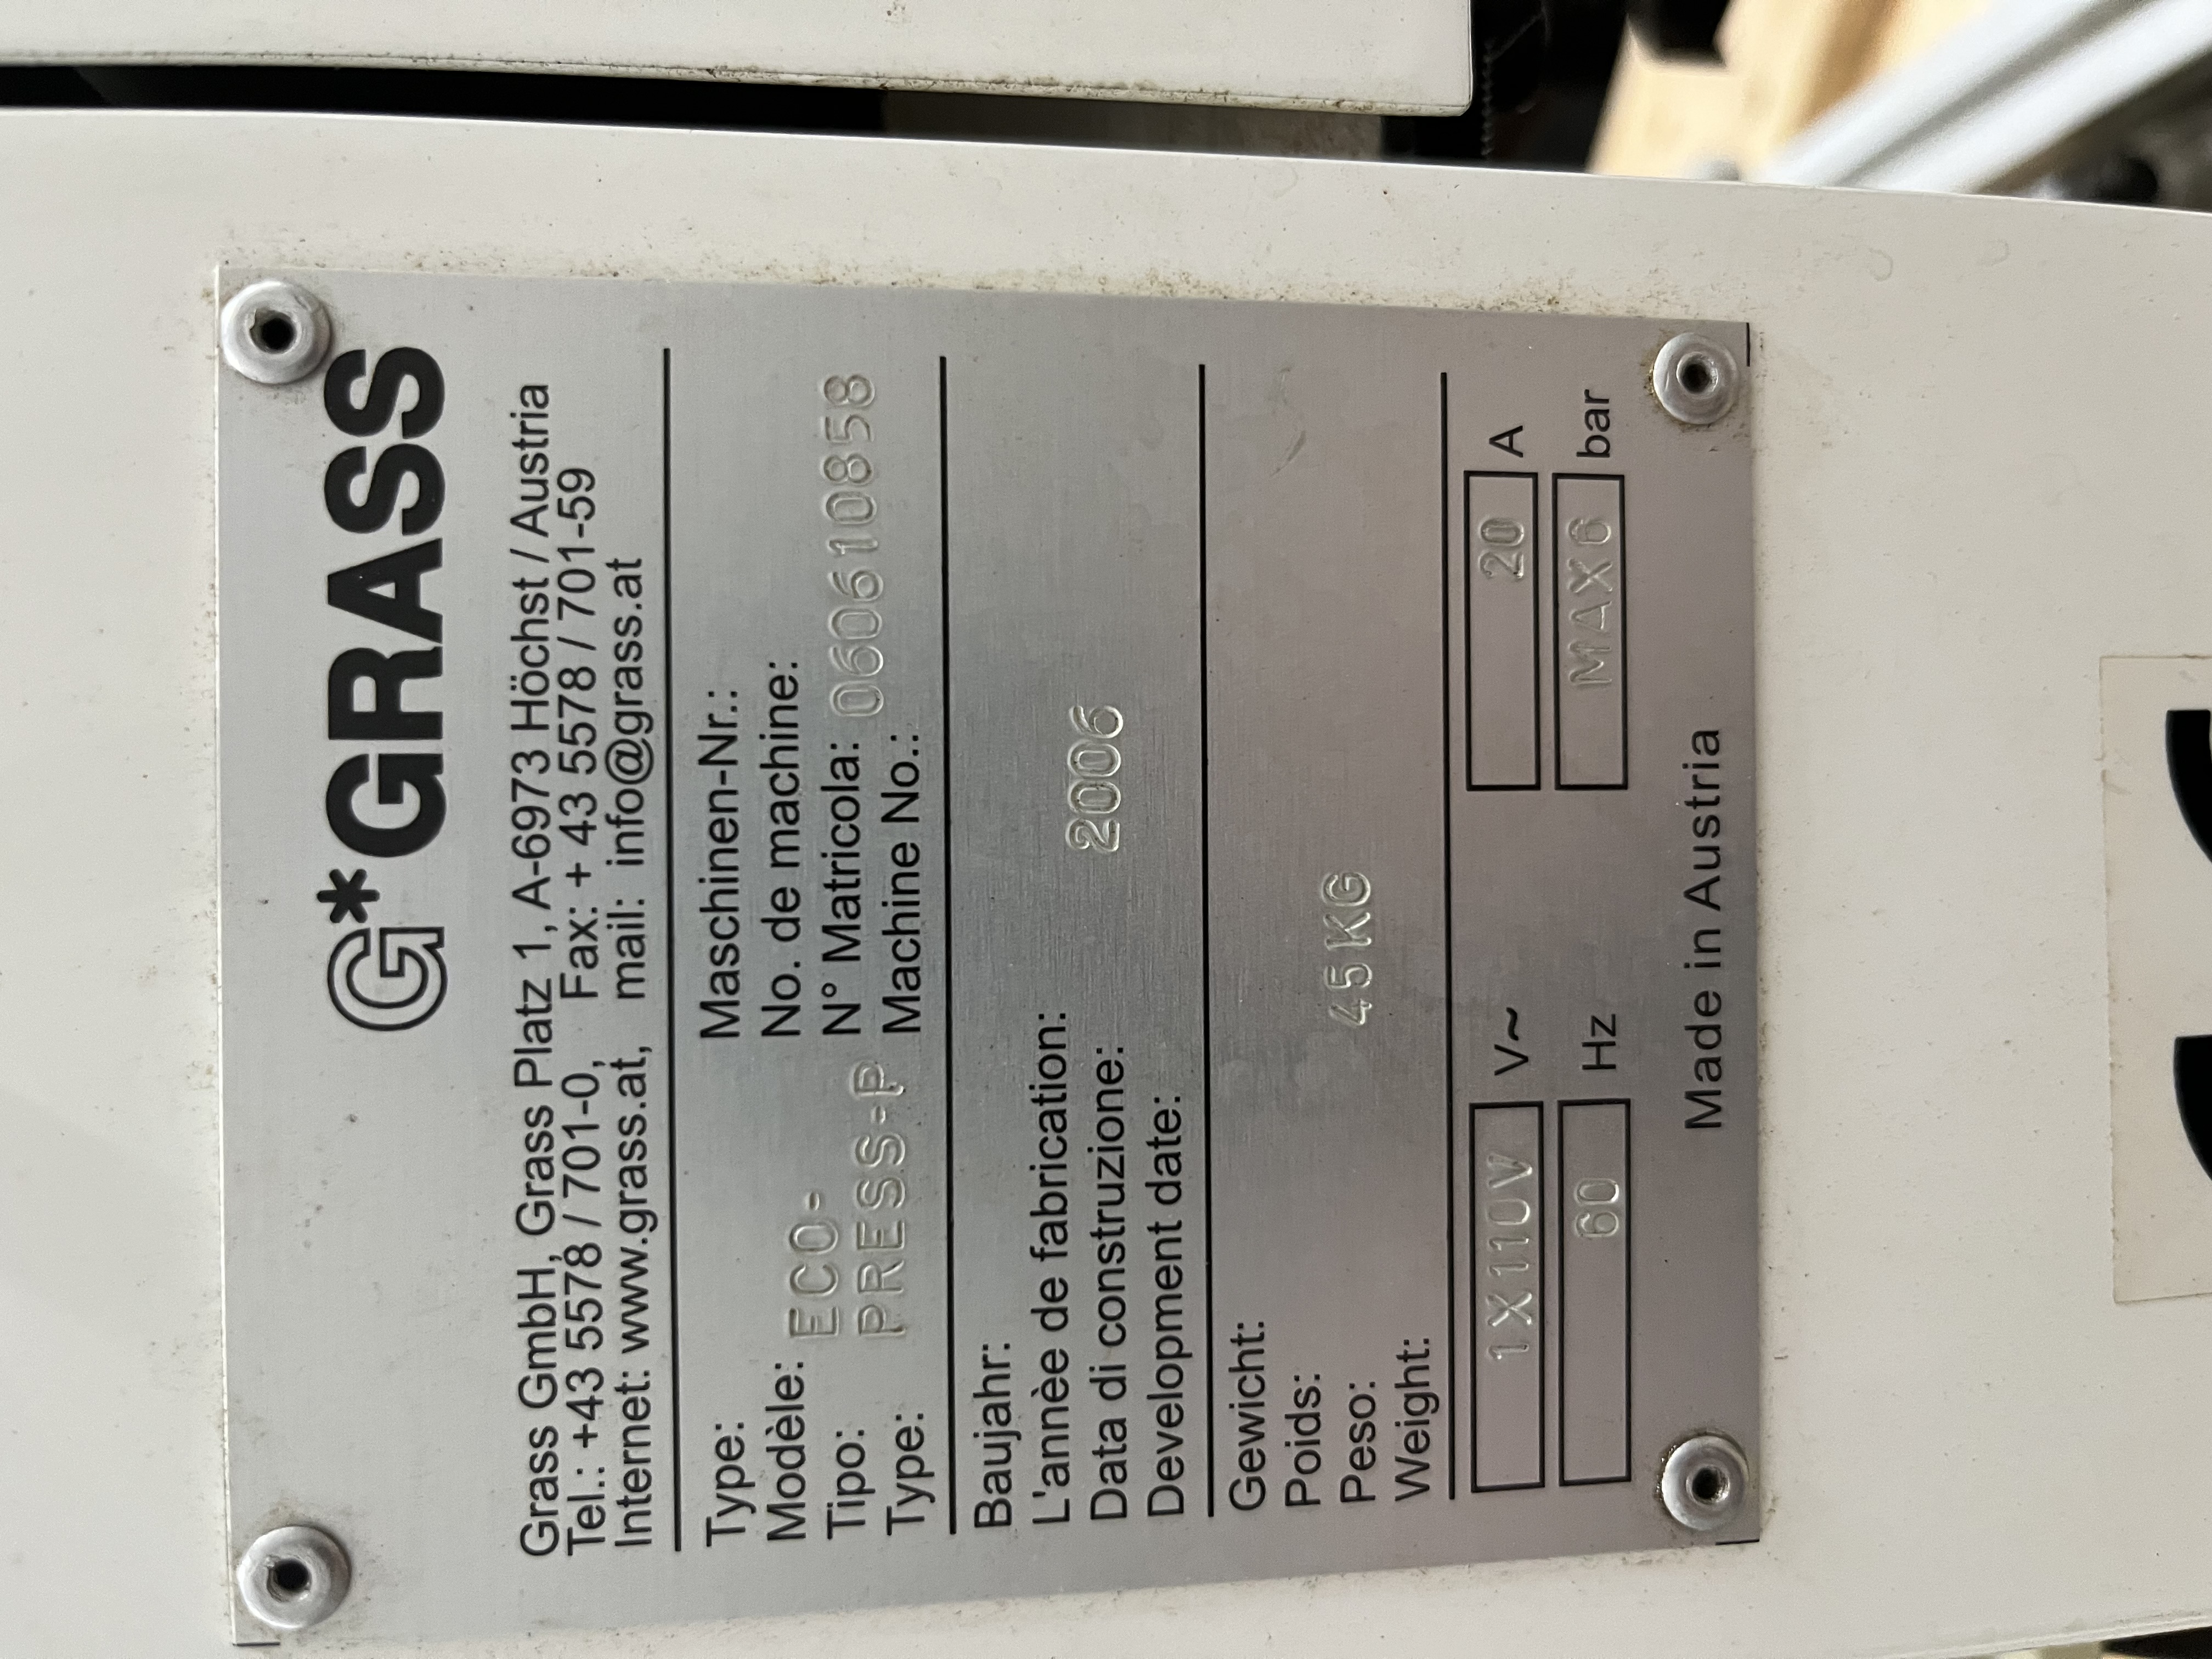 G*GRASS
Grass GmbH, Grass Platz 1, A-6973 Höchst / Austria
Tel.: +43 5578 / 701-0, Fax: + 43 5578 / 701-59
Internet: www.grass.at, mail: info@grass.at
Type: Maschinen-Nr.:
Modèle: ECO- No. de machine:
Tipo: N° Matricola: 060610858
Type: PRESS-P Machine No.:
Baujahr:
L'annèe de fabrication:
Data di construzione: 2006
Development date:
Gewicht:
Poids:
Peso: 45KG
Weight:
1X110V V~ 20 A
60 Hz MAX6 bar
Made in Austria